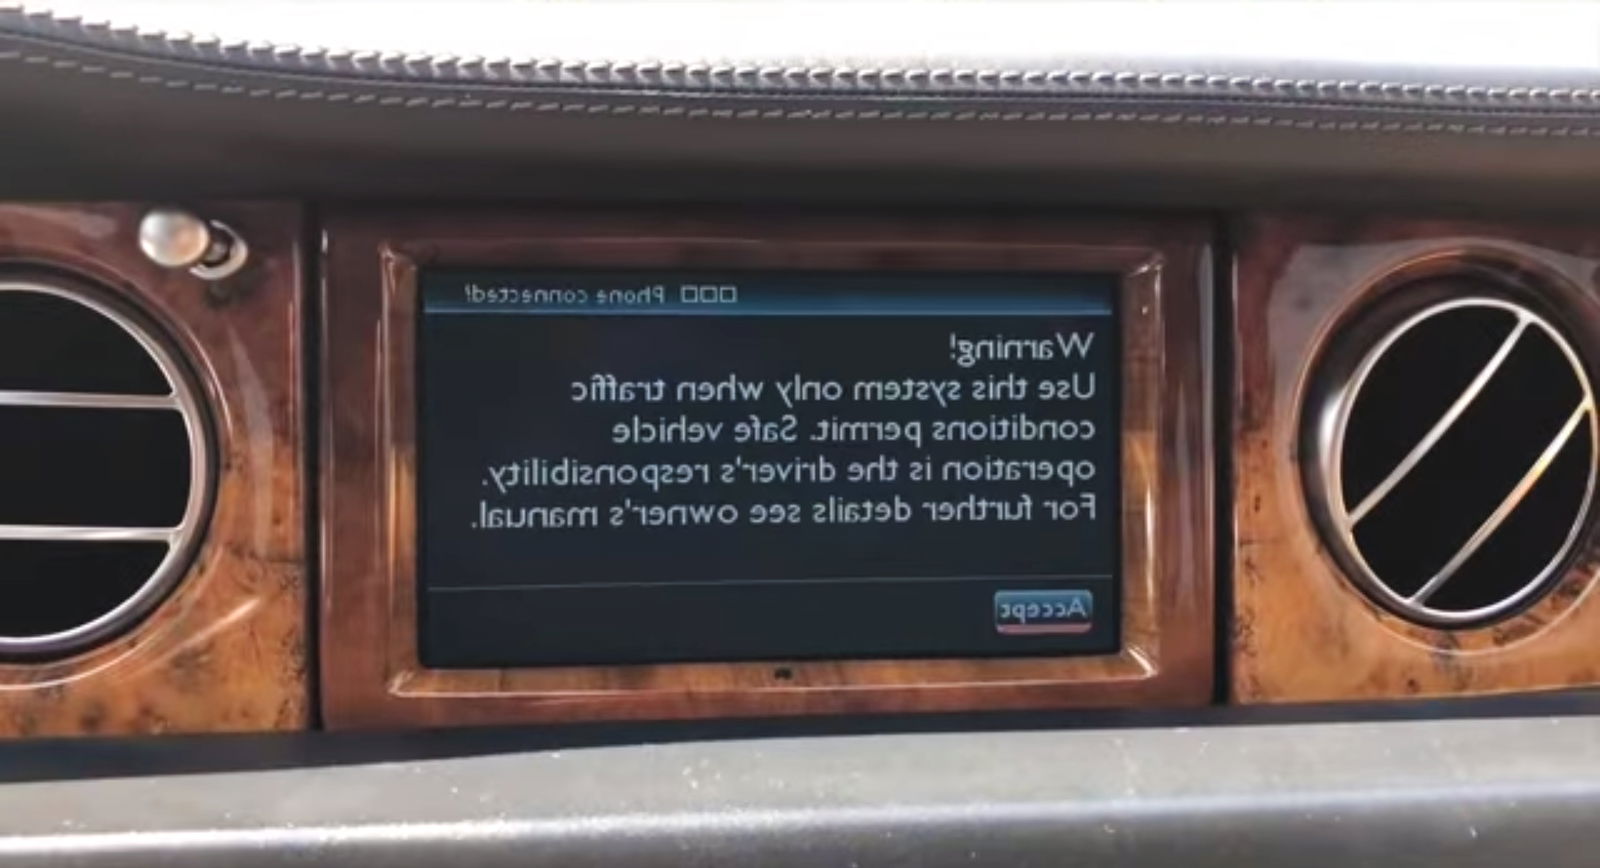 □□□ Phone connected!
Warning!
Use this system only when traffic
conditions permit. Safe vehicle
operation is the driver's responsibility.
For further details see owner's manual.
Accept